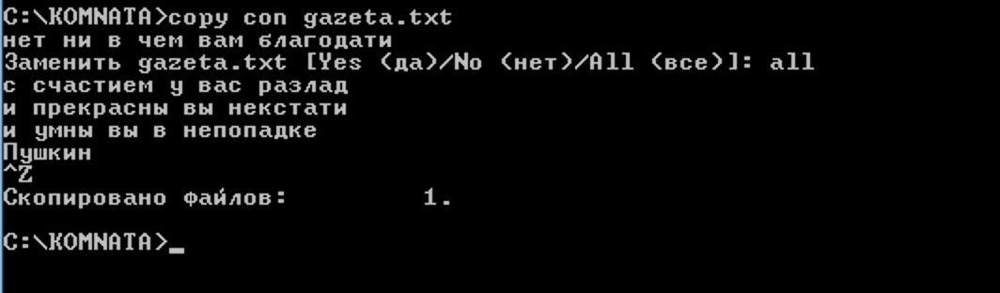 C:\KOMNATA>copy con gazeta.txt
нет ни в чем вам благодати
Заменить gazeta.txt [Yes (да)/No (нет)/All (все)]: all
с счастием у вас разлад
и прекрасны вы некстати
и умны вы в непопадке
Пушкин
^Z
Скопировано файлов:         1.
C:\KOMNATA>_